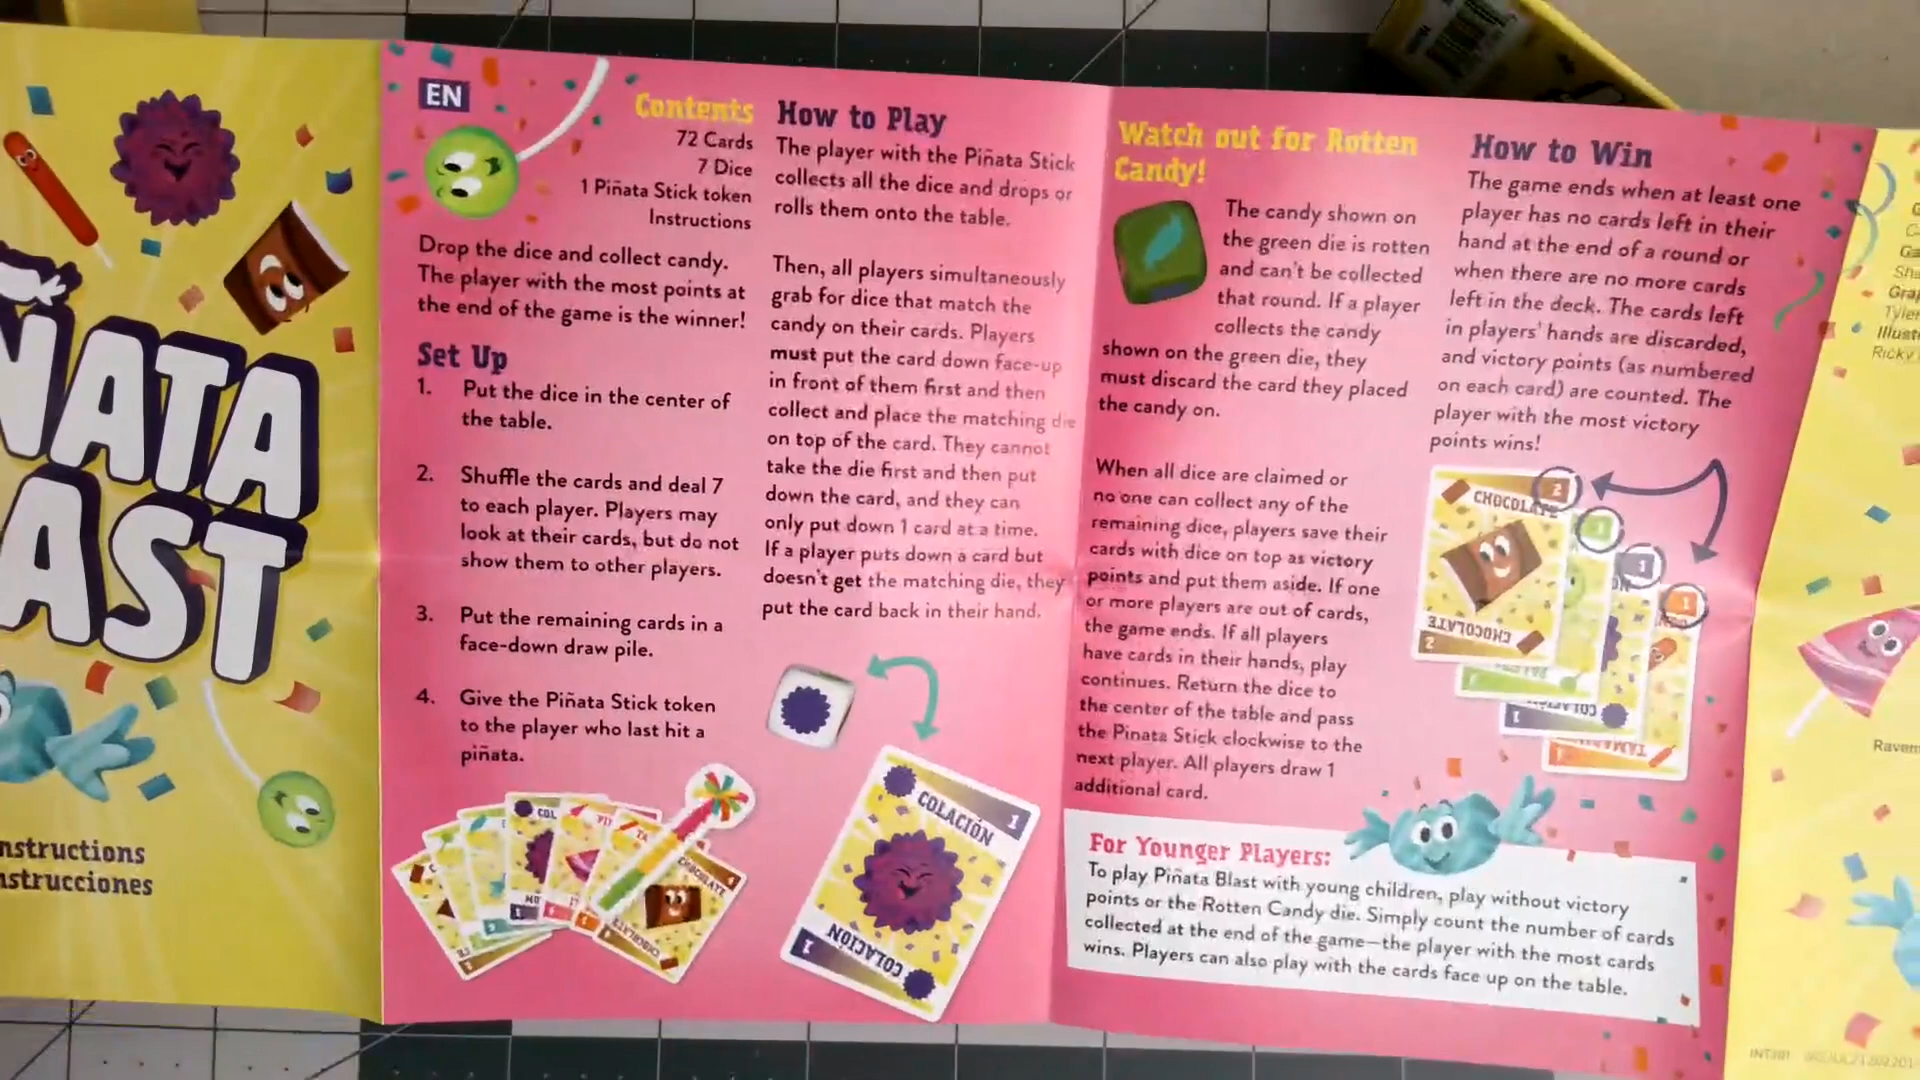 ÑATA
AST
nstructions
nstrucciones
EN
Contents
72 Cards
7 Dice
1 Piñata Stick token
Instructions
Drop the dice and collect candy.
The player with the most points at
the end of the game is the winner!
Set Up
1. Put the dice in the center of
the table.
2. Shuffle the cards and deal 7
to each player. Players may
look at their cards, but do not
show them to other players.
3. Put the remaining cards in a
face-down draw pile.
4. Give the Piñata Stick token
to the player who last hit a
piñata.
COL
CHOCOLATE
CHOCOLATE
How to Play
The player with the Piñata Stick
collects all the dice and drops or
rolls them onto the table.
Then, all players simultaneously
grab for dice that match the
candy on their cards. Players
must put the card down face-up
in front of them first and then
collect and place the matching die
on top of the card. They cannot
take the die first and then put
down the card, and they can
only put down 1 card at a time.
If a player puts down a card but
doesn't get the matching die, they
put the card back in their hand.
COLACIÓN 1
1 COLACIÓN
Watch out for Rotten
Candy!
The candy shown on
the green die is rotten
and can't be collected
that round. If a player
collects the candy
shown on the green die, they
must discard the card they placed
the candy on.
When all dice are claimed or
no one can collect any of the
remaining dice, players save their
cards with dice on top as victory
points and put them aside. If one
or more players are out of cards,
the game ends. If all players
have cards in their hands, play
continues. Return the dice to
the center of the table and pass
the Pinata Stick clockwise to the
next player. All players draw 1
additional card.
How to Win
The game ends when at least one
player has no cards left in their
hand at the end of a round or
when there are no more cards
left in the deck. The cards left
in players' hands are discarded,
and victory points (as numbered
on each card) are counted. The
player with the most victory
points wins!
CHOCOLATE 2
1
1
1
2 CHOCOLATE
1
For Younger Players:
To play Piñata Blast with young children, play without victory
points or the Rotten Candy die. Simply count the number of cards
collected at the end of the game—the player with the most cards
wins. Players can also play with the cards face up on the table.
Sha
Grap
Tyler
Illust
Ricky
Raven